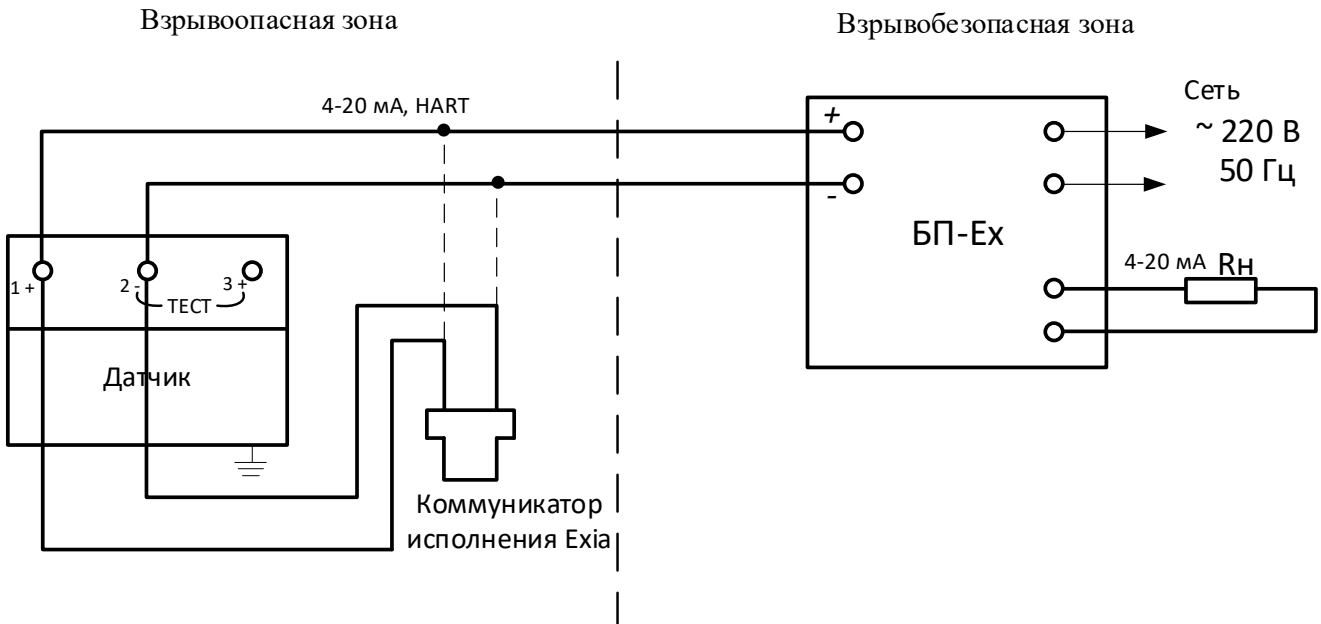 Взрывоопасная зона
Взрывобезопасная зона
4-20 мА, HART
Сеть
~ 220 В
50 Гц
+
-
БП-Ex
4-20 мА Rн
1 +
2 -
3 +
ТЕСТ
Датчик
Коммуникатор
исполнения Exia